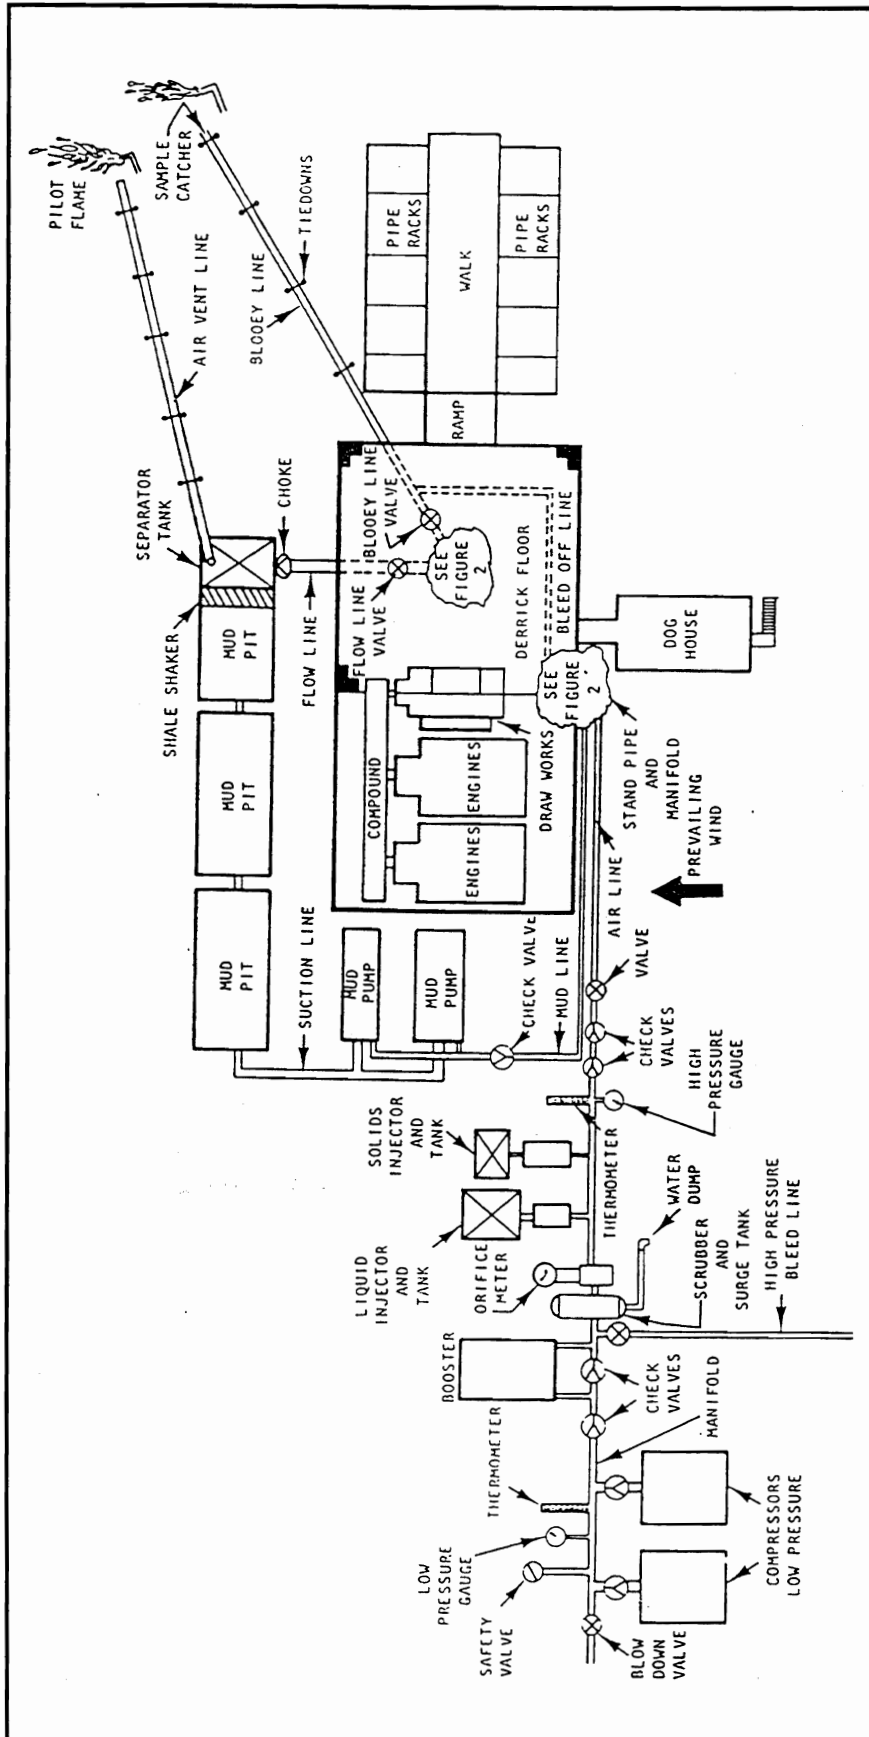 PILOT
FLAME
SAMPLE
CATCHER
AIR VENT LINE
BLOOEY LINE
TIEDOWNS
SEPARATOR
TANK
SHALE SHAKER
CHOKE
FLOW LINE
MUD
PIT
MUD
PIT
MUD
PIT
SUCTION LINE
FLOW LINE
VALVE
BLOOEY LINE
VALVE
SEE
FIGURE
2
DERRICK FLOOR
BLEED OFF LINE
RAMP
WALK
PIPE
RACKS
PIPE
RACKS
COMPOUND
ENGINES
ENGINES
DRAW WORKS
SEE
FIGURE
2
DOG
HOUSE
STAND PIPE
AND
MANIFOLD
PREVAILING
WIND
AIR LINE
MUD
PUMP
MUD
PUMP
CHECK VALVE
MUD LINE
VALVE
CHECK
VALVES
HIGH
PRESSURE
GAUGE
THERMOMETER
SOLIDS
INJECTOR
AND
TANK
LIQUID
INJECTOR
AND
TANK
ORIFICE
METER
WATER
DUMP
SCRUBBER
AND
SURGE TANK
HIGH PRESSURE
BLEED LINE
BOOSTER
CHECK
VALVES
MANIFOLD
THERMOMETER
LOW
PRESSURE
GAUGE
SAFETY
VALVE
BLOW
DOWN
VALVE
COMPRESSORS
LOW PRESSURE